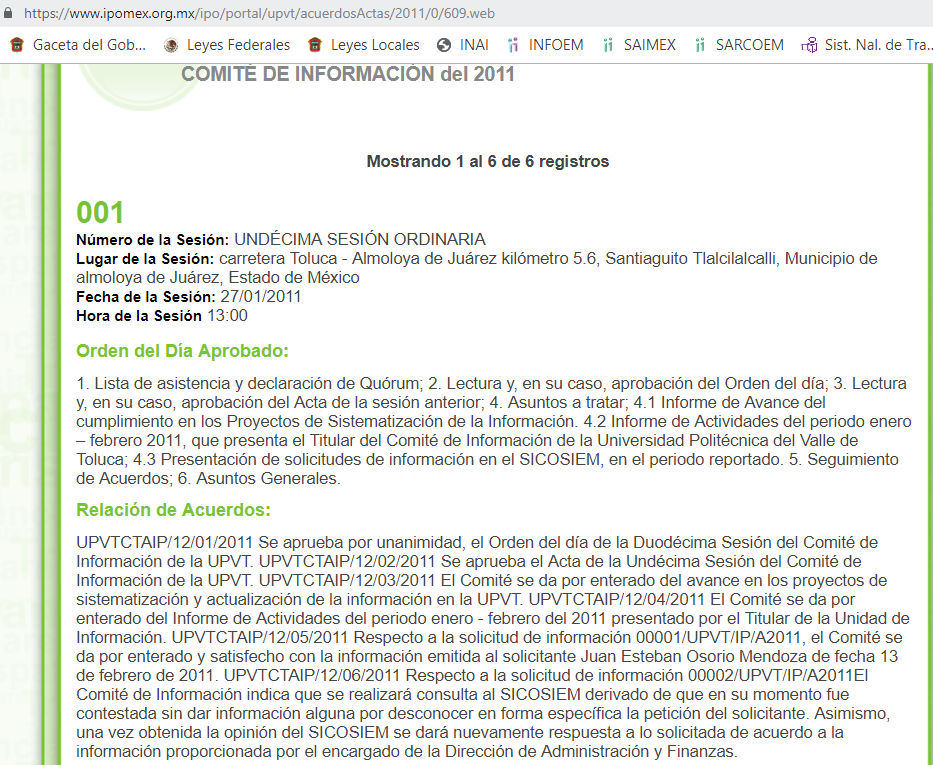 https://www.ipomex.org.mx/ipo/portal/upvt/acuerdosActas/2011/0/609.web
Gaceta del Gob... Leyes Federales Leyes Locales INAI INFOEM SAIMEX SARCOEM Sist. Nal. de Tra..
COMITÉ DE INFORMACIÓN del 2011
Mostrando 1 al 6 de 6 registros
001
Número de la Sesión: UNDÉCIMA SESIÓN ORDINARIA
Lugar de la Sesión: carretera Toluca - Almoloya de Juárez kilómetro 5.6, Santiaguito Tlalcilalcalli, Municipio de
almoloya de Juárez, Estado de México
Fecha de la Sesión: 27/01/2011
Hora de la Sesión 13:00
Orden del Día Aprobado:
1. Lista de asistencia y declaración de Quórum; 2. Lectura y, en su caso, aprobación del Orden del día; 3. Lectura
y, en su caso, aprobación del Acta de la sesión anterior; 4. Asuntos a tratar; 4.1 Informe de Avance del
cumplimiento en los Proyectos de Sistematización de la Información. 4.2 Informe de Actividades del periodo enero
– febrero 2011, que presenta el Titular del Comité de Información de la Universidad Politécnica del Valle de
Toluca; 4.3 Presentación de solicitudes de información en el SICOSIEM, en el periodo reportado. 5. Seguimiento
de Acuerdos; 6. Asuntos Generales.
Relación de Acuerdos:
UPVTCTAIP/12/01/2011 Se aprueba por unanimidad, el Orden del día de la Duodécima Sesión del Comité de
Información de la UPVT. UPVTCTAIP/12/02/2011 Se aprueba el Acta de la Undécima Sesión del Comité de
Información de la UPVT. UPVTCTAIP/12/03/2011 El Comité se da por enterado del avance en los proyectos de
sistematización y actualización de la información en la UPVT. UPVTCTAIP/12/04/2011 El Comité se da por
enterado del Informe de Actividades del periodo enero - febrero del 2011 presentado por el Titular de la Unidad de
Información. UPVTCTAIP/12/05/2011 Respecto a la solicitud de información 00001/UPVT/IP/A2011, el Comité se
da por enterado y satisfecho con la información emitida al solicitante Juan Esteban Osorio Mendoza de fecha 13
de febrero de 2011. UPVTCTAIP/12/06/2011 Respecto a la solicitud de información 00002/UPVT/IP/A2011El
Comité de Información indica que se realizará consulta al SICOSIEM derivado de que en su momento fue
contestada sin dar información alguna por desconocer en forma específica la petición del solicitante. Asimismo,
una vez obtenida la opinión del SICOSIEM se dará nuevamente respuesta a lo solicitada de acuerdo a la
información proporcionada por el encargado de la Dirección de Administración y Finanzas.